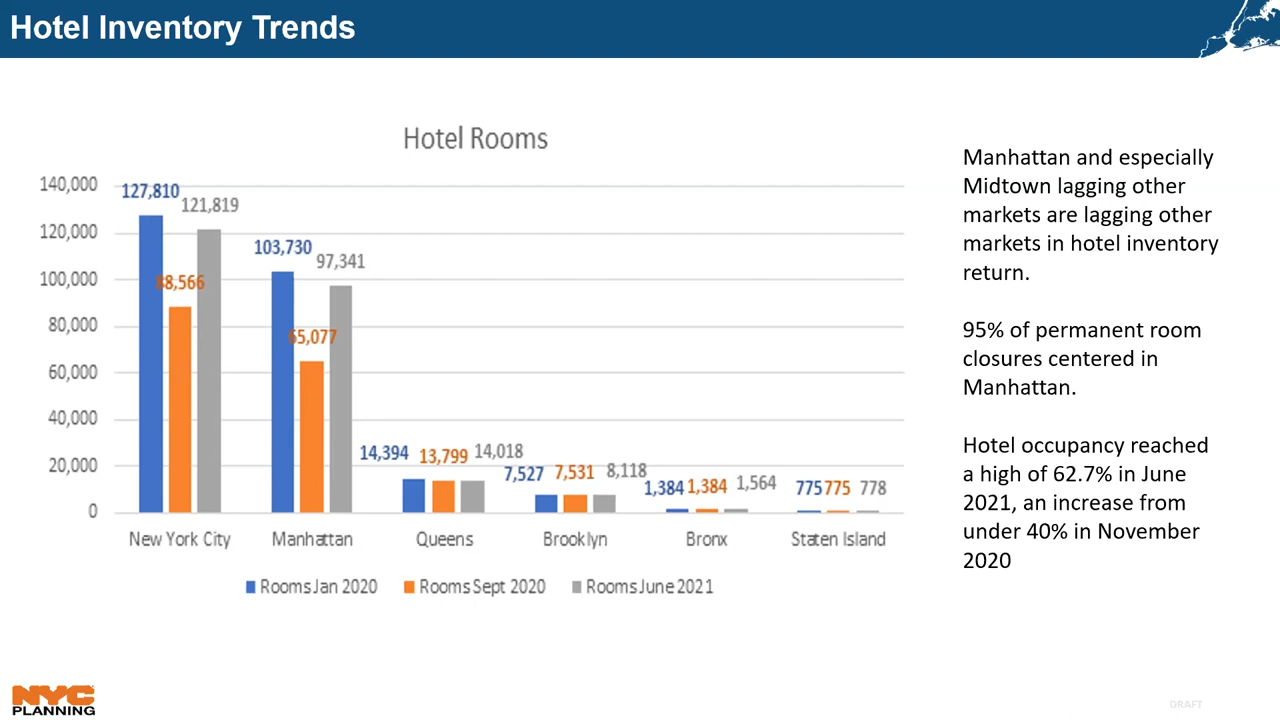 Hotel Inventory Trends
Hotel Rooms
140,000
120,000
100,000
80,000
60,000
40,000
20,000
0
127,810
88,566
121,819
103,730
65,077
97,341
14,394
13,799
14,018
7,527
7,531
8,118
1,384
1,384
1,564
775
775
778
New York City
Manhattan
Queens
Brooklyn
Bronx
Staten Island
Rooms Jan 2020
Rooms Sept 2020
Rooms June 2021
Manhattan and especially
Midtown lagging other
markets are lagging other
markets in hotel inventory
return.
95% of permanent room
closures centered in
Manhattan.
Hotel occupancy reached
a high of 62.7% in June
2021, an increase from
under 40% in November
2020
NYC
PLANNING
DRAFT